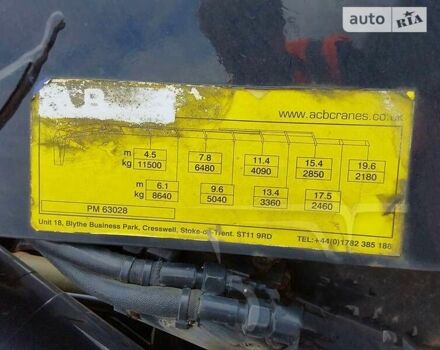 auto RIA
www.acbcranes.co.uk
m 4.5 7.8 11.4 15.4 19.6
kg 11500 6480 4090 2850 2180
m 6.1 9.6 13.4 17.5
kg 8640 5040 3360 2460
PM 63028
Unit 18, Blythe Business Park, Cresswell, Stoke-on-Trent. ST11 9RD
TEL:+44(0)1782 385 188